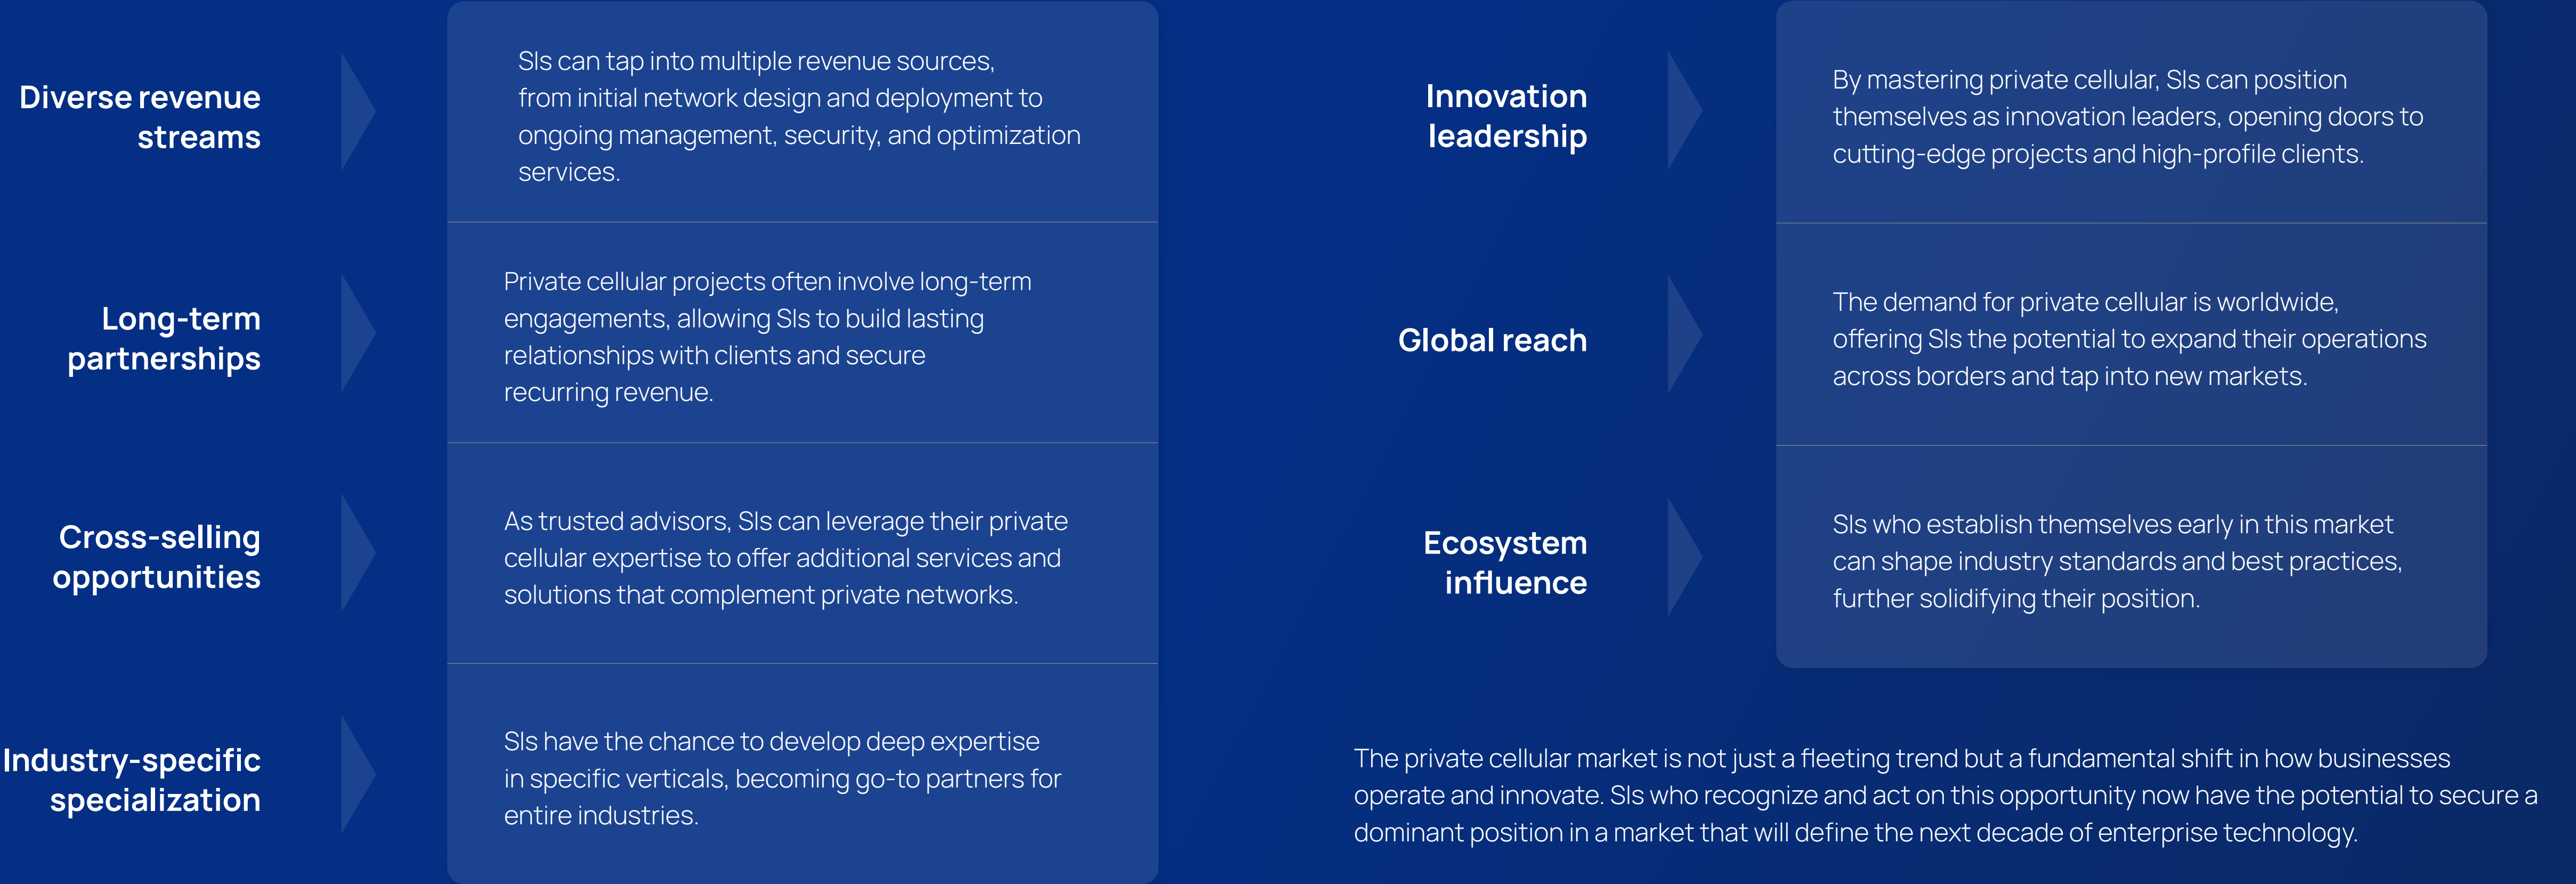 Diverse revenue
streams
SIs can tap into multiple revenue sources,
from initial network design and deployment to
ongoing management, security, and optimization
services.
Long-term
partnerships
Private cellular projects often involve long-term
engagements, allowing SIs to build lasting
relationships with clients and secure
recurring revenue.
Cross-selling
opportunities
As trusted advisors, SIs can leverage their private
cellular expertise to offer additional services and
solutions that complement private networks.
Industry-specific
specialization
SIs have the chance to develop deep expertise
in specific verticals, becoming go-to partners for
entire industries.
Innovation
leadership
By mastering private cellular, SIs can position
themselves as innovation leaders, opening doors to
cutting-edge projects and high-profile clients.
Global reach
The demand for private cellular is worldwide,
offering SIs the potential to expand their operations
across borders and tap into new markets.
Ecosystem
influence
SIs who establish themselves early in this market
can shape industry standards and best practices,
further solidifying their position.
The private cellular market is not just a fleeting trend but a fundamental shift in how businesses
operate and innovate. SIs who recognize and act on this opportunity now have the potential to secure a
dominant position in a market that will define the next decade of enterprise technology.